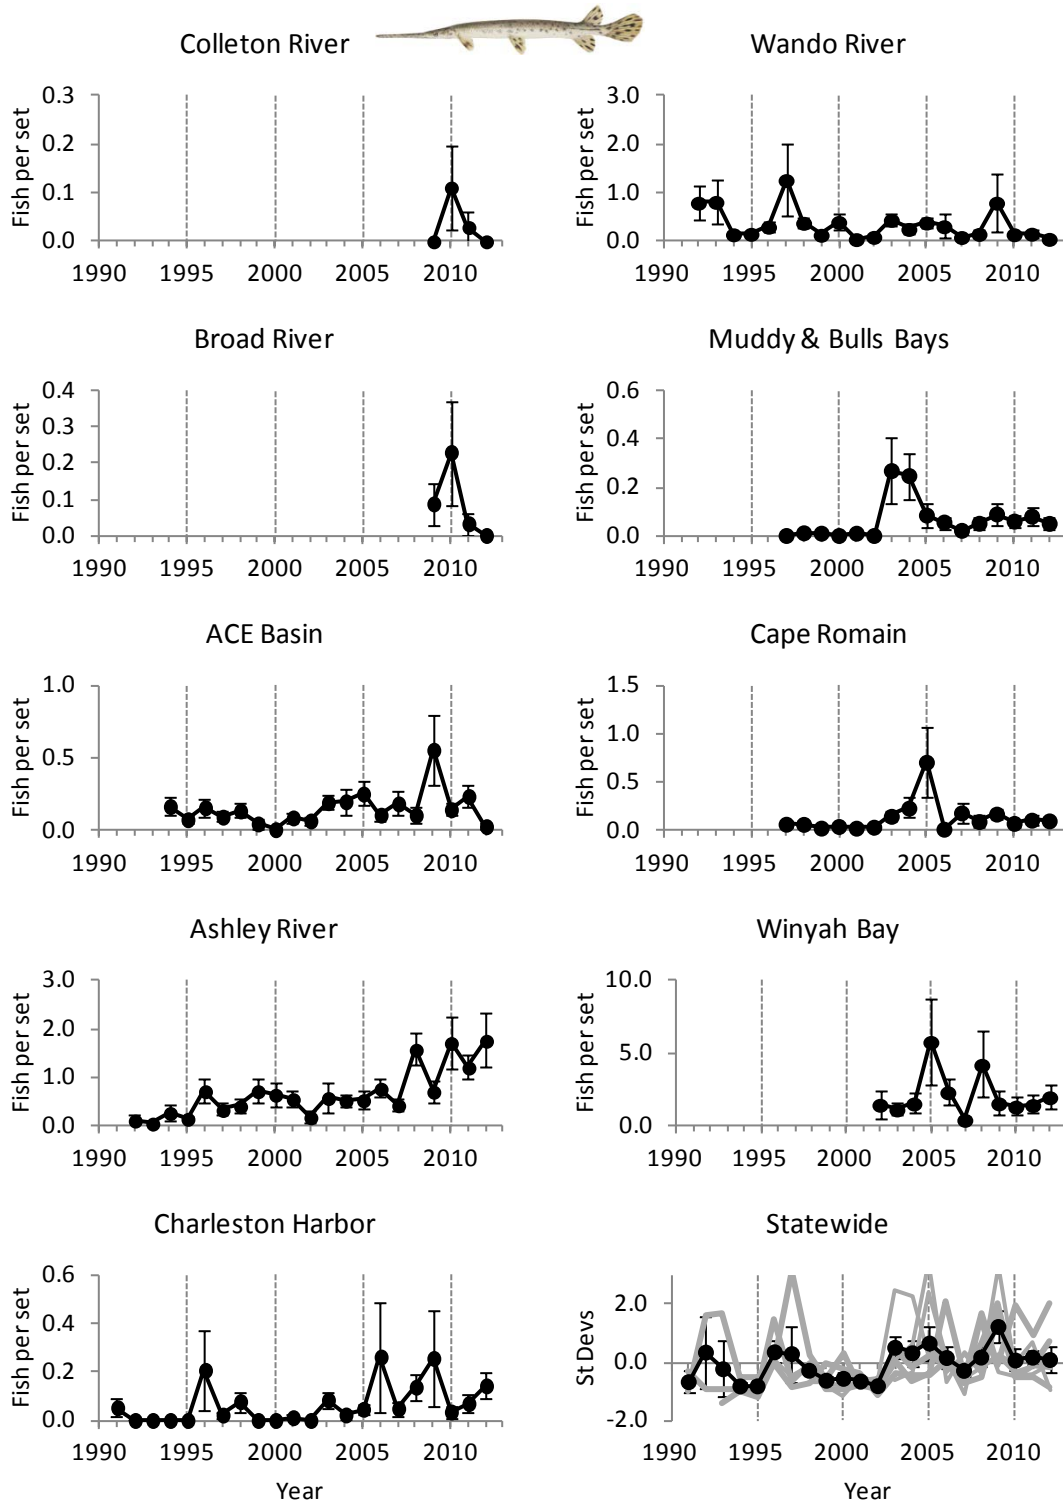 Colleton River
Fish per set
0.3
0.2
0.1
0.0
1990 1995 2000 2005 2010
Wando River
Fish per set
3.0
2.0
1.0
0.0
1990 1995 2000 2005 2010
Broad River
Fish per set
0.4
0.3
0.2
0.1
0.0
1990 1995 2000 2005 2010
Muddy & Bulls Bays
Fish per set
0.6
0.4
0.2
0.0
1990 1995 2000 2005 2010
ACE Basin
Fish per set
1.0
0.5
0.0
1990 1995 2000 2005 2010
Cape Romain
Fish per set
1.5
1.0
0.5
0.0
1990 1995 2000 2005 2010
Ashley River
Fish per set
3.0
2.0
1.0
0.0
1990 1995 2000 2005 2010
Winyah Bay
Fish per set
10.0
5.0
0.0
1990 1995 2000 2005 2010
Charleston Harbor
Fish per set
0.6
0.4
0.2
0.0
1990 1995 2000 2005 2010
Year
Statewide
St Devs
2.0
0.0
-2.0
1990 1995 2000 2005 2010
Year